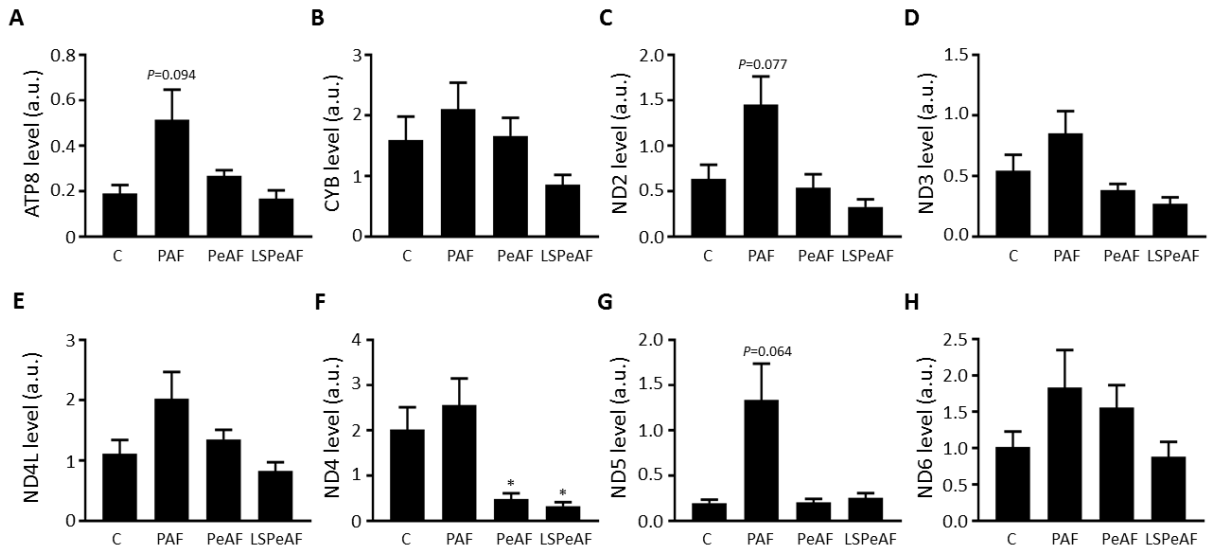 A
ATP8 level (a.u.)
0.8
0.6
0.4
0.2
0
P=0.094
C PAF PeAF LSPeAF
B
CYB level (a.u.)
3
2
1
0
C PAF PeAF LSPeAF
C
ND2 level (a.u.)
2.0
1.5
1.0
0.5
0.0
P=0.077
C PAF PeAF LSPeAF
D
ND3 level (a.u.)
1.5
1.0
0.5
0.0
C PAF PeAF LSPeAF
E
ND4L level (a.u.)
3
2
1
0
C PAF PeAF LSPeAF
F
ND4 level (a.u.)
4
3
2
1
0
* *
C PAF PeAF LSPeAF
G
ND5 level (a.u.)
2.0
1.5
1.0
0.5
0.0
P=0.064
C PAF PeAF LSPeAF
H
ND6 level (a.u.)
2.5
2.0
1.5
1.0
0.5
0.0
C PAF PeAF LSPeAF